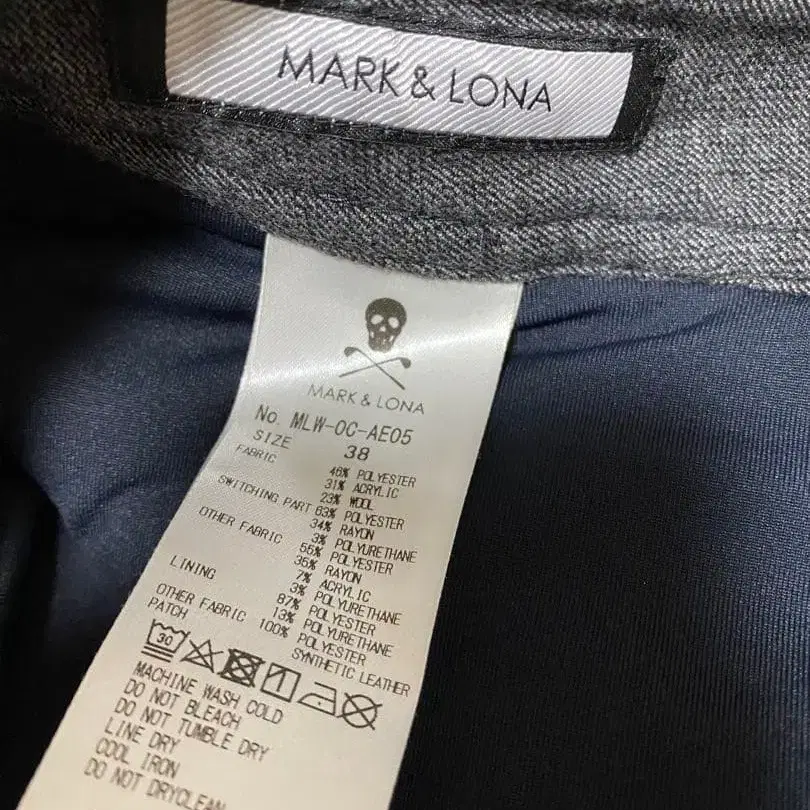 MARK & LONA
MARK & LONA
No. MLW-OC-AE05
SIZE 38
FABRIC 46% POLYESTER
31% ACRYLIC
23% WOOL
SWITCHING PART 63% POLYESTER
34% RAYON
3% POLYURETHANE
OTHER FABRIC 55% POLYESTER
35% RAYON
7% ACRYLIC
3% POLYURETHANE
LINING 87% POLYESTER
13% POLYURETHANE
OTHER FABRIC 100% POLYESTER
PATCH SYNTHETIC LEATHER
30
MACHINE WASH COLD
DO NOT BLEACH
DO NOT TUMBLE DRY
LINE DRY
COOL IRON
DO NOT DRYCLEAN